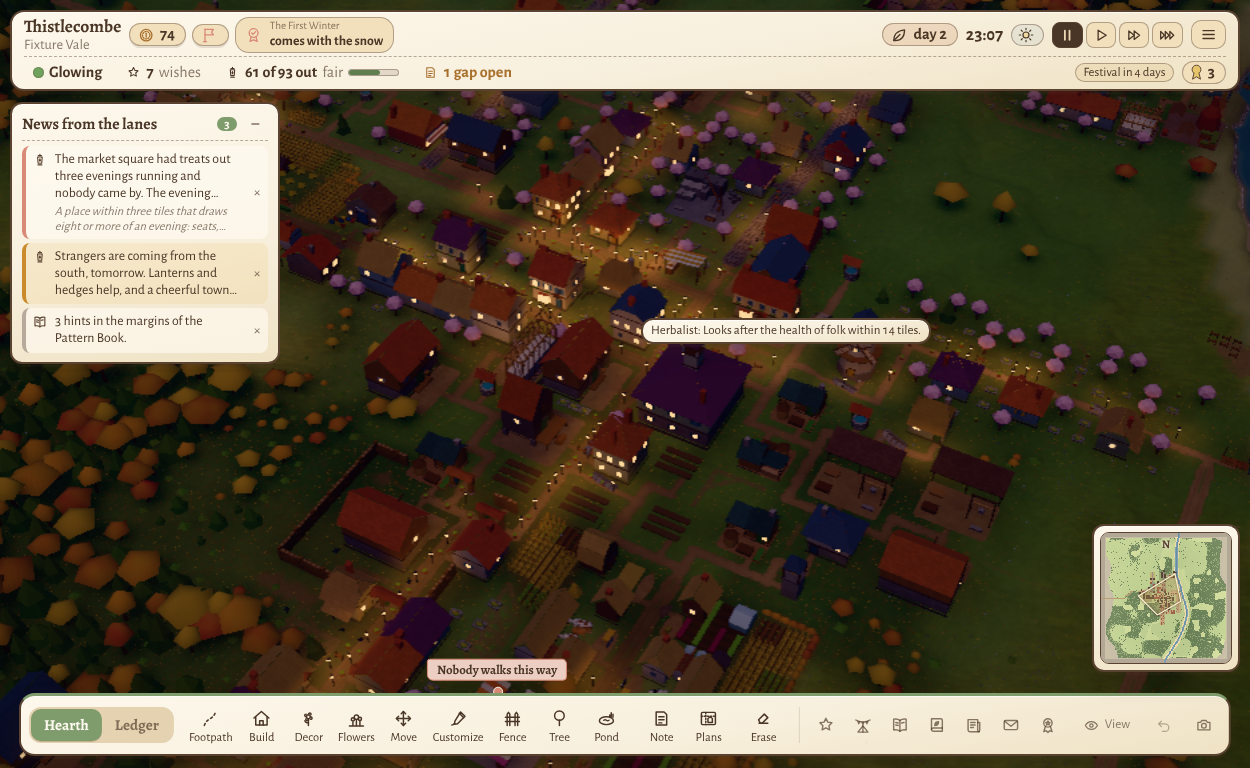 Thistlecombe
Fixture Vale
74
The First Winter
comes with the snow
day 2
23:07
Glowing
7 wishes
61 of 93 out fair
1 gap open
Festival in 4 days
3
News from the lanes
3
The market square had treats out
three evenings running and
nobody came by. The evening...
A place within three tiles that draws
eight or more of an evening: seats,...
Strangers are coming from the
south, tomorrow. Lanterns and
hedges help, and a cheerful town...
3 hints in the margins of the
Pattern Book.
Herbalist: Looks after the health of folk within 14 tiles.
N
Nobody walks this way
Hearth
Ledger
Footpath
Build
Decor
Flowers
Move
Customize
Fence
Tree
Pond
Note
Plans
Erase
View